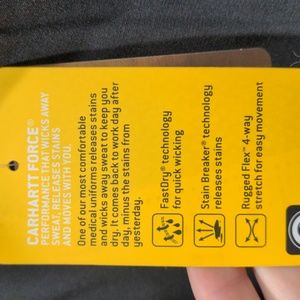 CARHARTT FORCE®
PERFORMANCE THAT WICKS AWAY
SWEAT, RELEASES STAINS
AND MOVES WITH YOU.
One of our most comfortable
medical uniforms releases stains
and wicks away sweat to keep you
dry. It comes back to work day after
day, minus the stains from
yesterday.
FastDry® technology
for quick wicking
Stain Breaker® technology
releases stains
Rugged Flex™ 4-way
stretch for easy movement